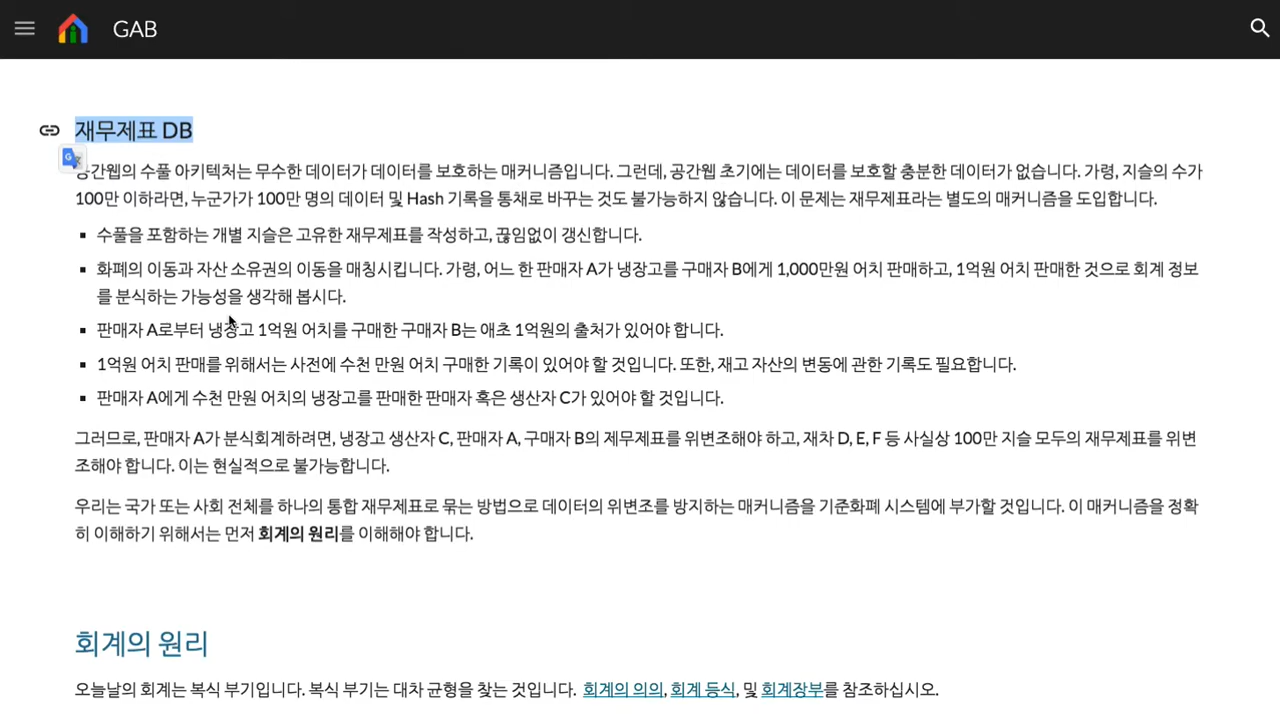 GAB
재무제표 DB
공간웹의 수풀 아키텍처는 무수한 데이터가 데이터를 보호하는 매커니즘입니다. 그런데, 공간웹 초기에는 데이터를 보호할 충분한 데이터가 없습니다. 가령, 지슬의 수가
100만 이하라면, 누군가가 100만 명의 데이터 및 Hash 기록을 통채로 바꾸는 것도 불가능하지 않습니다. 이 문제는 재무제표라는 별도의 매커니즘을 도입합니다.
▪ 수풀을 포함하는 개별 지슬은 고유한 재무제표를 작성하고, 끊임없이 갱신합니다.
▪ 화폐의 이동과 자산 소유권의 이동을 매칭시킵니다. 가령, 어느 한 판매자 A가 냉장고를 구매자 B에게 1,000만원 어치 판매하고, 1억원 어치 판매한 것으로 회계 정보
를 분식하는 가능성을 생각해 봅시다.
▪ 판매자 A로부터 냉장고 1억원 어치를 구매한 구매자 B는 애초 1억원의 출처가 있어야 합니다.
▪ 1억원 어치 판매를 위해서는 사전에 수천 만원 어치 구매한 기록이 있어야 할 것입니다. 또한, 재고 자산의 변동에 관한 기록도 필요합니다.
▪ 판매자 A에게 수천 만원 어치의 냉장고를 판매한 판매자 혹은 생산자 C가 있어야 할 것입니다.
그러므로, 판매자 A가 분식회계하려면, 냉장고 생산자 C, 판매자 A, 구매자 B의 제무제표를 위변조해야 하고, 재차 D, E, F 등 사실상 100만 지슬 모두의 재무제표를 위변
조해야 합니다. 이는 현실적으로 불가능합니다.
우리는 국가 또는 사회 전체를 하나의 통합 재무제표로 묶는 방법으로 데이터의 위변조를 방지하는 매커니즘을 기준화폐 시스템에 부가할 것입니다. 이 매커니즘을 정확
히 이해하기 위해서는 먼저 회계의 원리를 이해해야 합니다.
회계의 원리
오늘날의 회계는 복식 부기입니다. 복식 부기는 대차 균형을 찾는 것입니다. 회계의 의의, 회계 등식, 및 회계장부를 참조하십시오.